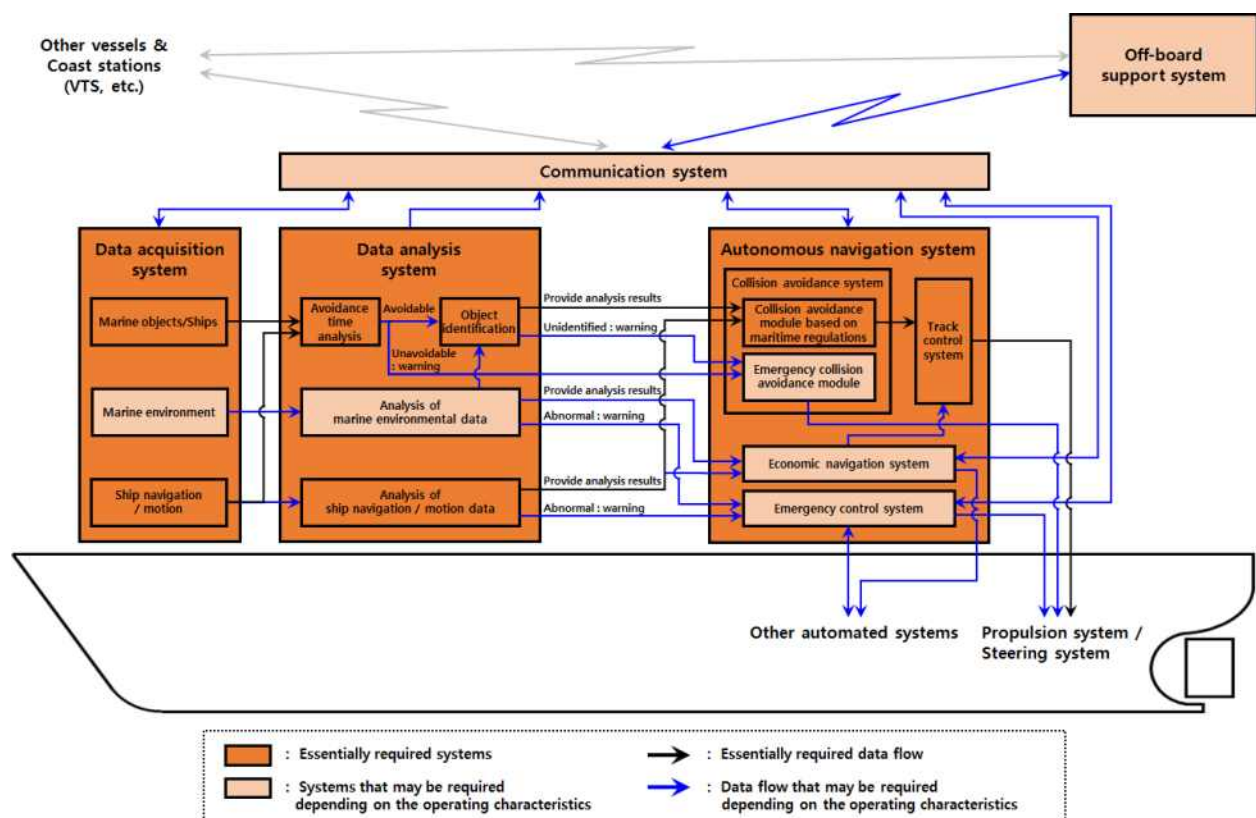 Other vessels &
Coast stations
(VTS, etc.)
Off-board
support system
Communication system
Data acquisition
system
Marine objects/Ships
Marine environment
Ship navigation
/ motion
Data analysis
system
Avoidance
time
analysis
Avoidable
Object
identification
Unavoidable
: warning
Analysis of
marine environmental data
Analysis of
ship navigation / motion data
Provide analysis results
Unidentified : warning
Provide analysis results
Abnormal : warning
Provide analysis results
Abnormal : warning
Autonomous navigation system
Collision avoidance system
Collision avoidance
module based on
maritime regulations
Emergency collision
avoidance module
Track
control
system
Economic navigation system
Emergency control system
Other automated systems
Propulsion system /
Steering system
: Essentially required systems
: Systems that may be required
depending on the operating characteristics
: Essentially required data flow
: Data flow that may be required
depending on the operating characteristics